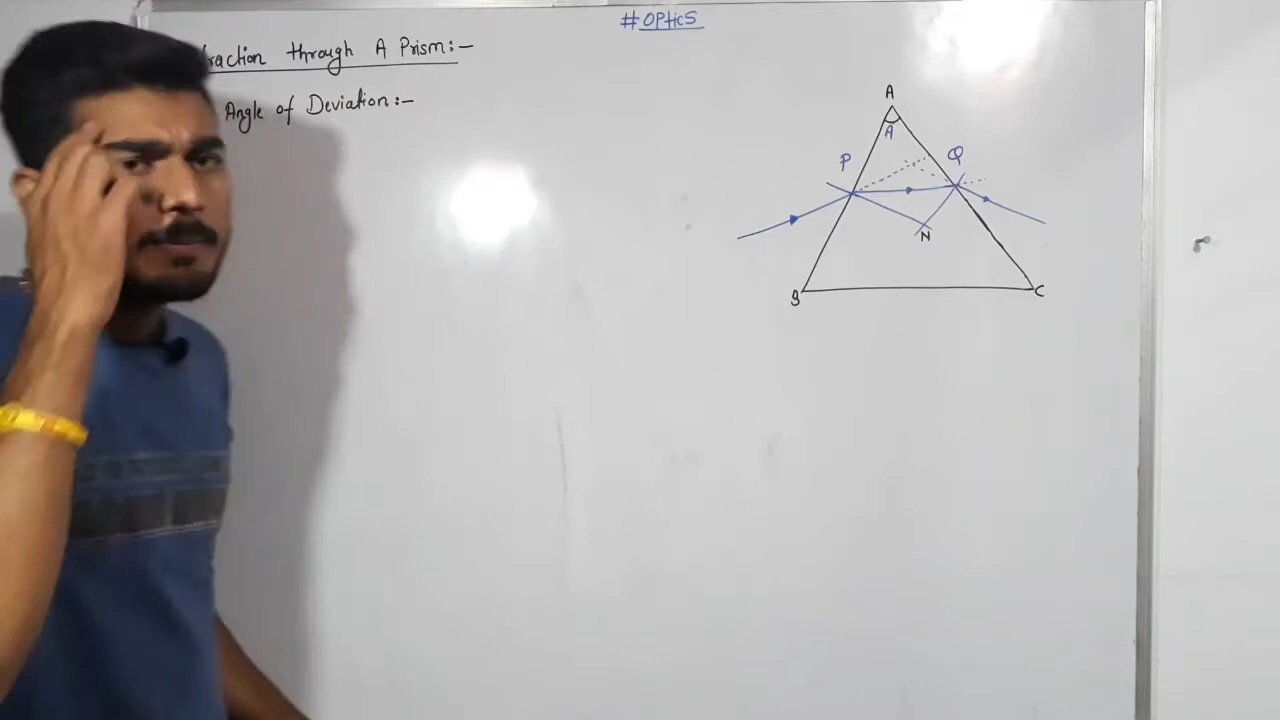 #OPticS
raction through A Prism:-
Angle of Deviation:-
A
A
P
Q
N
B
C